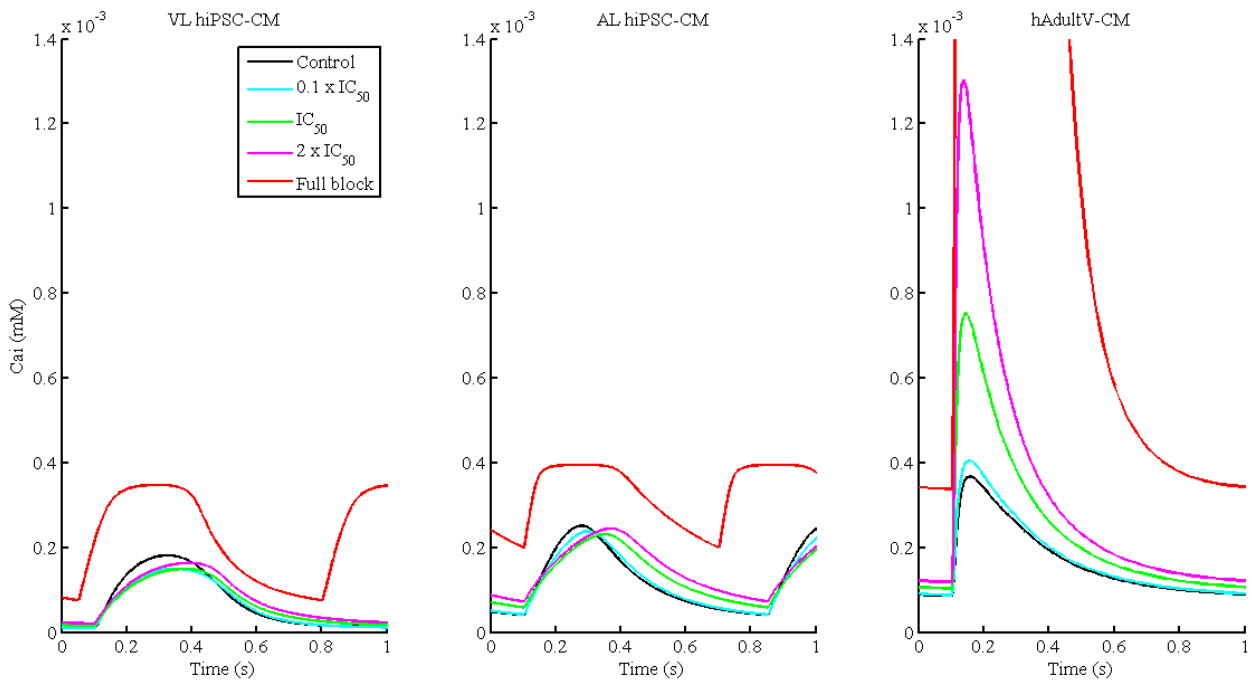 VL hiPSC-CM
AL hiPSC-CM
hAdultV-CM
x 10⁻³
x 10⁻³
x 10⁻³
1.4
1.2
1
0.8
0.6
0.4
0.2
0
Cai (mM)
Control
0.1 x IC₅₀
IC₅₀
2 x IC₅₀
Full block
0 0.2 0.4 0.6 0.8 1
Time (s)
1.4
1.2
1
0.8
0.6
0.4
0.2
0
0 0.2 0.4 0.6 0.8 1
Time (s)
1.4
1.2
1
0.8
0.6
0.4
0.2
0
0 0.2 0.4 0.6 0.8 1
Time (s)